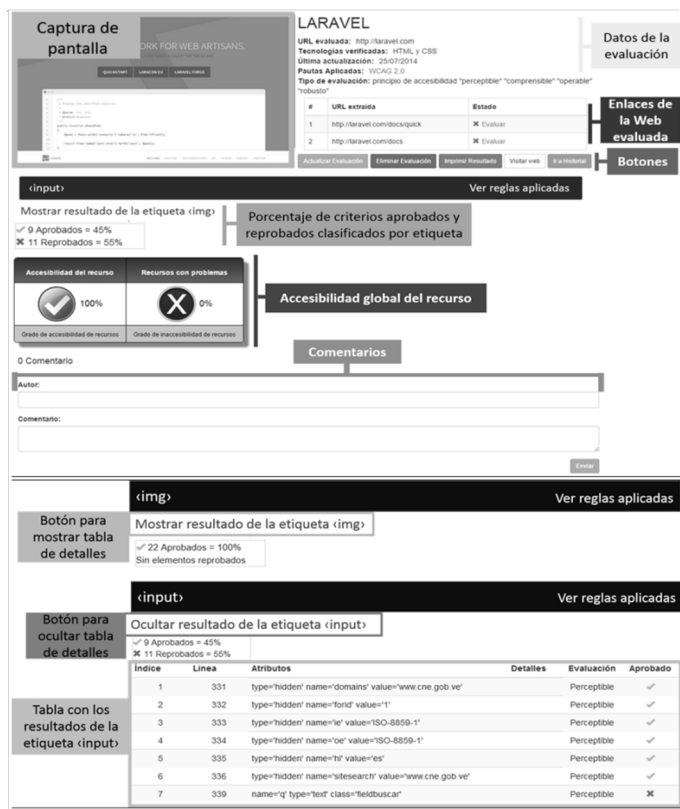 Captura de
pantalla
ORK FOR WEB ARTISANS.
LARAVEL
URL evaluada: http://laravel.com
Tecnologías verificadas: HTML y CSS
Última actualización: 25/07/2014
Pautas Aplicadas: WCAG 2.0
Tipo de evaluación: principio de accesibilidad "perceptible" "comprensible" "operable"
"robusto"
Datos de la
evaluación
# URL extraída Estado
1 http://laravel.com/docs/quick ✖ Evaluar
2 http://laravel.com/docs ✖ Evaluar
Enlaces de
la Web
evaluada
Actualizar Evaluación Eliminar Evaluación Imprimir Resultado Visitar web Ir a Historial
Botones
‹input› Ver reglas aplicadas
Mostrar resultado de la etiqueta ‹img›
✓ 9 Aprobados = 45%
✖ 11 Reprobados = 55%
Porcentaje de criterios aprobados y
reprobados clasificados por etiqueta
Accesibilidad del recurso Recursos con problemas
100% 0%
Grado de accesibilidad de recursos Grado de inaccesibilidad de recursos
Accesibilidad global del recurso
Comentarios
0 Comentario
Autor:
Comentario:
Enviar
‹img› Ver reglas aplicadas
Botón para
mostrar tabla
de detalles
Mostrar resultado de la etiqueta ‹img›
✓ 22 Aprobados = 100%
Sin elementos reprobados
‹input› Ver reglas aplicadas
Botón para
ocultar tabla
de detalles
Ocultar resultado de la etiqueta ‹input›
✓ 9 Aprobados = 45%
✖ 11 Reprobados = 55%
Índice Línea Atributos Detalles Evaluación Aprobado
1 331 type='hidden' name='domains' value='www.cne.gob.ve' Perceptible ✓
2 332 type='hidden' name='forid' value='1' Perceptible ✓
3 333 type='hidden' name='ie' value='ISO-8859-1' Perceptible ✓
4 334 type='hidden' name='oe' value='ISO-8859-1' Perceptible ✓
5 335 type='hidden' name='hl' value='es' Perceptible ✓
6 336 type='hidden' name='sitesearch' value='www.cne.gob.ve' Perceptible ✓
7 339 name='q' type='text' class='fieldbuscar' Perceptible ✖
Tabla con los
resultados de la
etiqueta ‹input›